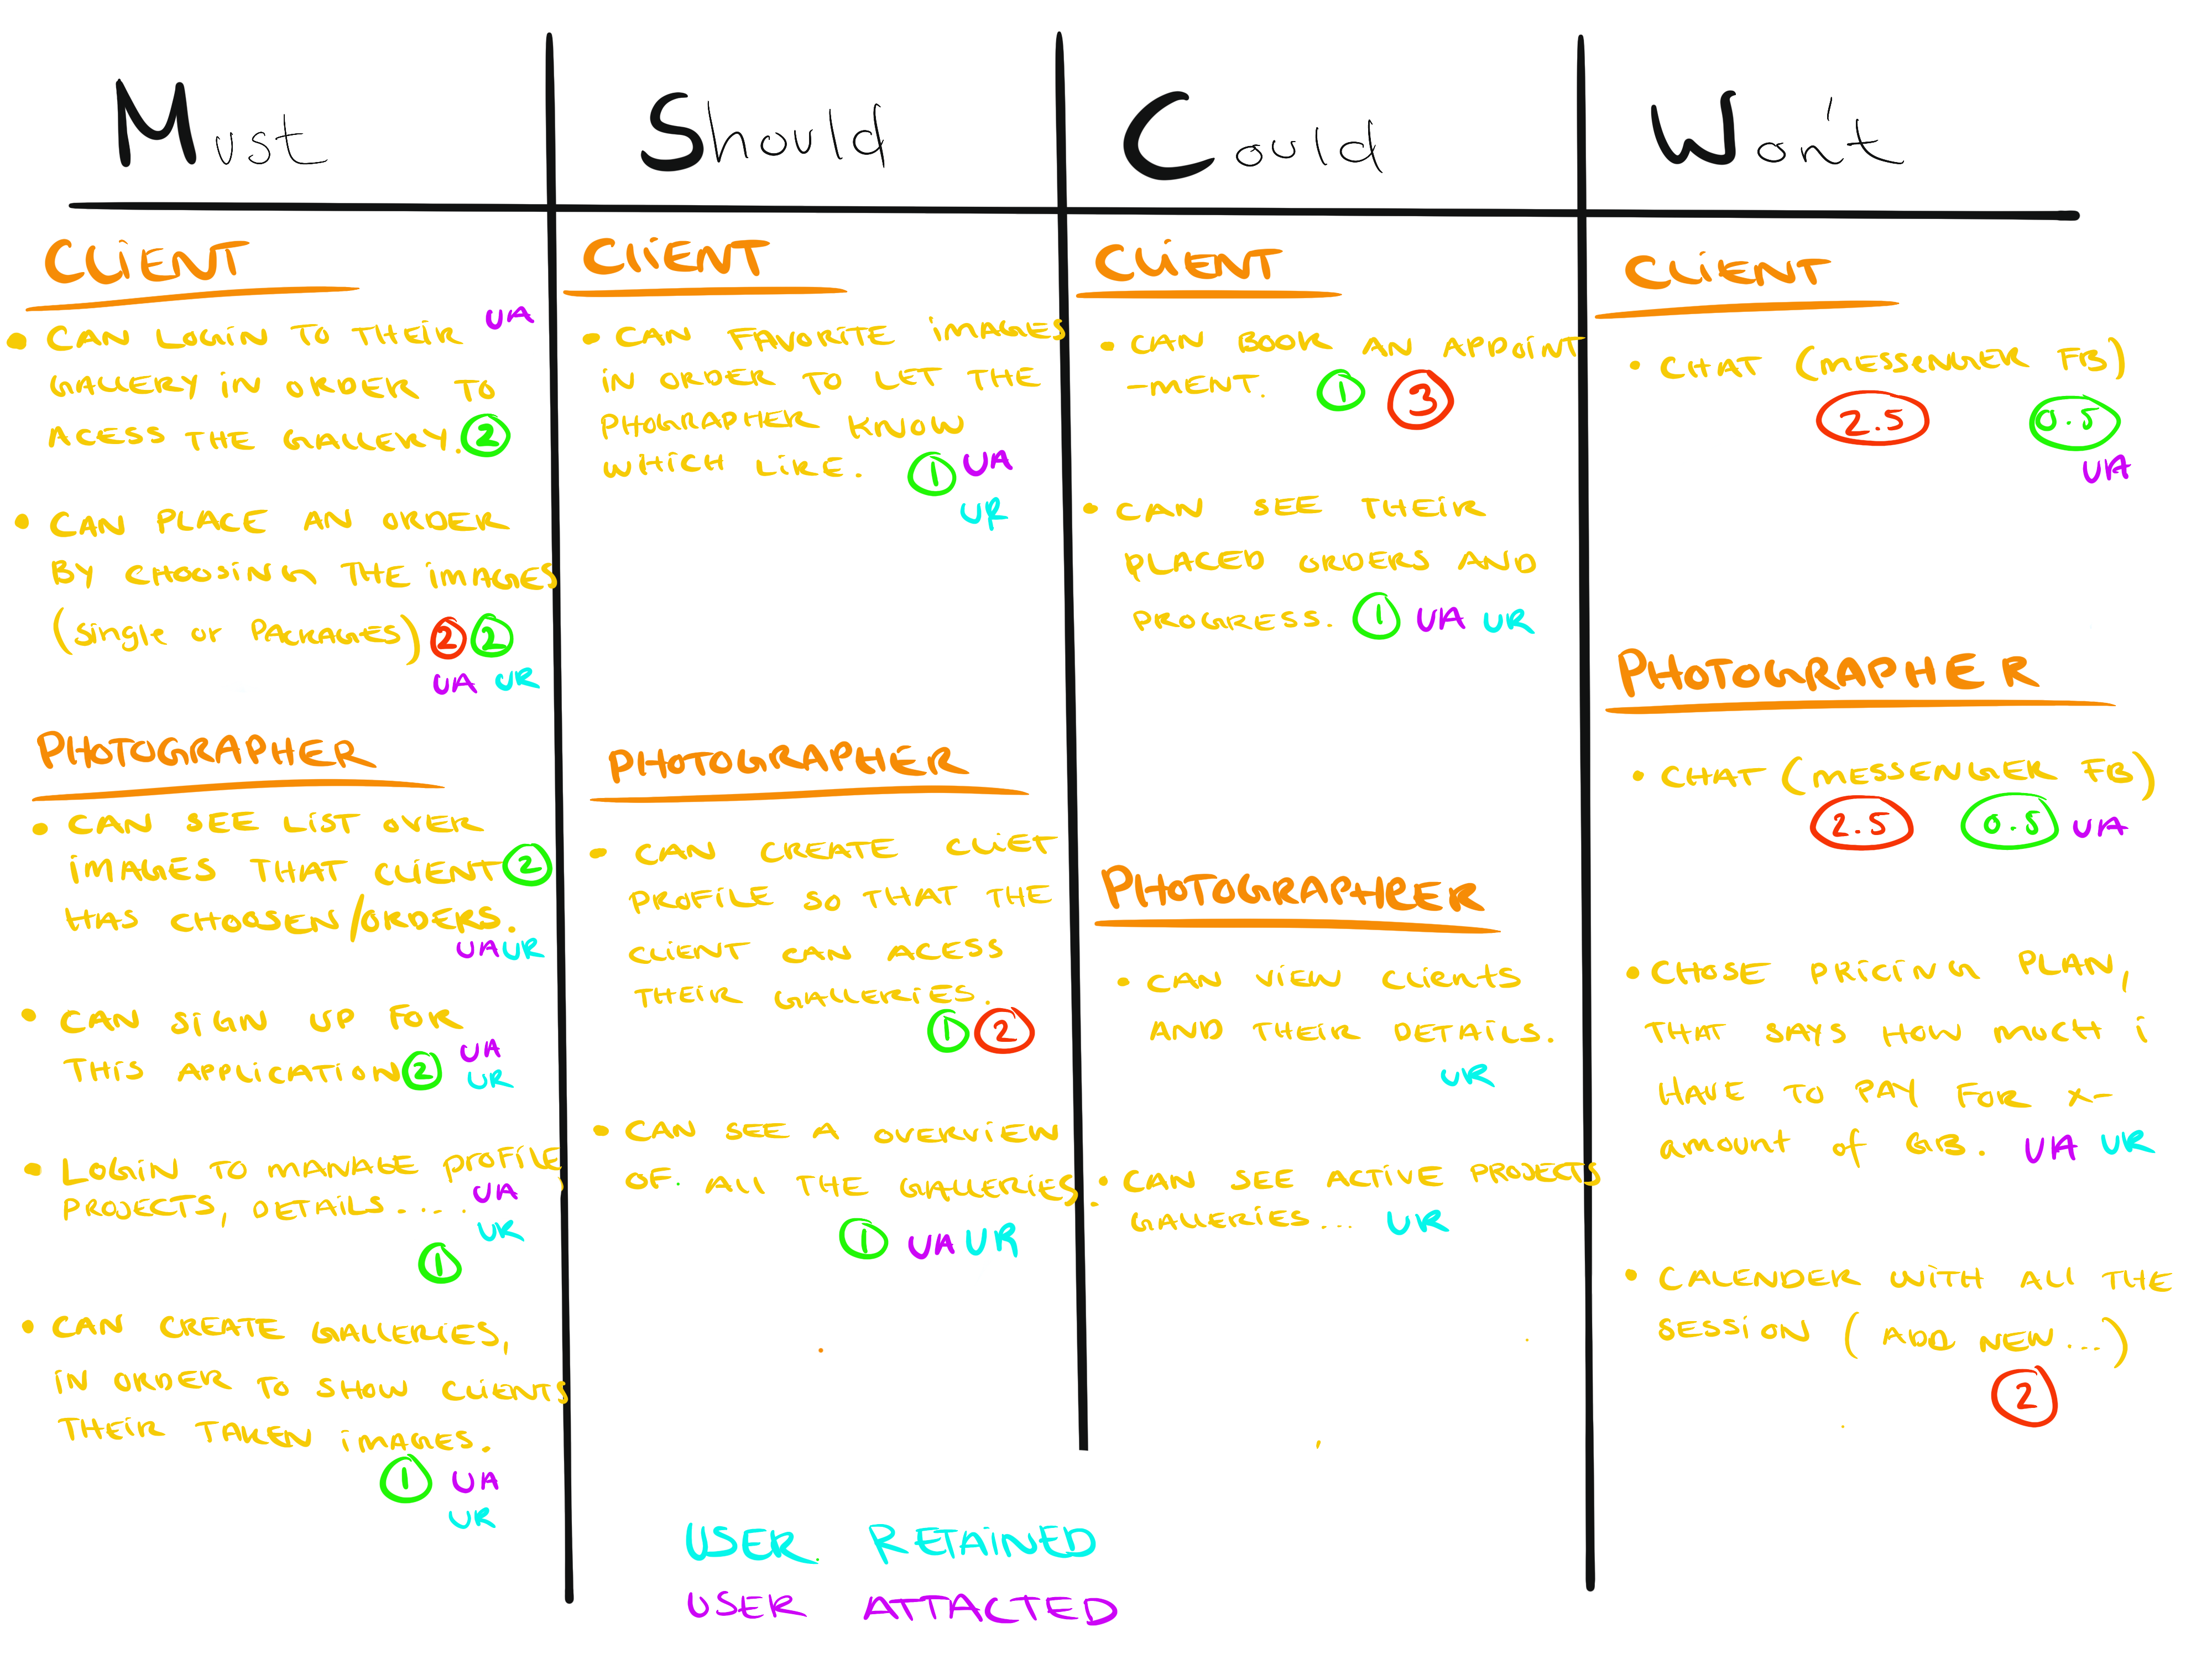 Must
CLIENT
• CAN LOGIN TO THEIR UA
GALLERY IN ORDER TO
ACESS THE GALLERY. 2
• CAN PLACE AN ORDER
BY CHOOSING THE IMAGES
(Single or PACKAGES) 2 2
UA UR
PHOTOGRAPHER
• CAN SEE LIST OVER
IMAGES THAT CLIENT 2
HAS CHOOSEN/ORDERS.
UA UR
• CAN SIGN UP FOR
THIS APPLICATION 2 UA
UR
• LOGIN TO MANAGE PROFILE,
PROJECTS, DETAILS..... UA
UR
1
• CAN CREATE GALLERIES,
IN ORDER TO SHOW CLIENTS
THEIR TAKEN IMAGES.
1 UA
UR
Should
CLIENT
• CAN FAVORITE IMAGES
IN ORDER TO LET THE
PHOGRAPHER KNOW
WHICH LIKE. 1 UA
UR
PHOTOGRAPHER
• CAN CREATE CLIET
PROFILE SO THAT THE
CLIENT CAN ACESS
THEIR GALLERIES.
1 2
• CAN SEE A OVERVIEW
OF ALL THE GALLERIES.
1 UA UR
Could
CLIENT
• CAN BOOK AN APPOINT
-MENT. 1 3
• CAN SEE THEIR
PLACED ORDERS AND
PROGRESS. 1 UA UR
PHOTOGRAPHEER
• CAN VIEW CLIENTS
AND THEIR DETAILS.
UR
• CAN SEE ACTIVE PROJECTS
GALLERIES... UR
Won't
CLIENT
• CHAT (MESSENGER FB)
2.5 0.5
UA
PHOTOGRAPHER
• CHAT (MESSENGER FB)
2.5 0.5 UA
• CHOSE PRICING PLAN,
THAT SAYS HOW MUCH I
HAVE TO PAY FOR X-
amount of GB. UA UR
• CALENDER WITH ALL THE
SESSION (ADD NEW...)
2
USER RETAINED
USER ATTACTED